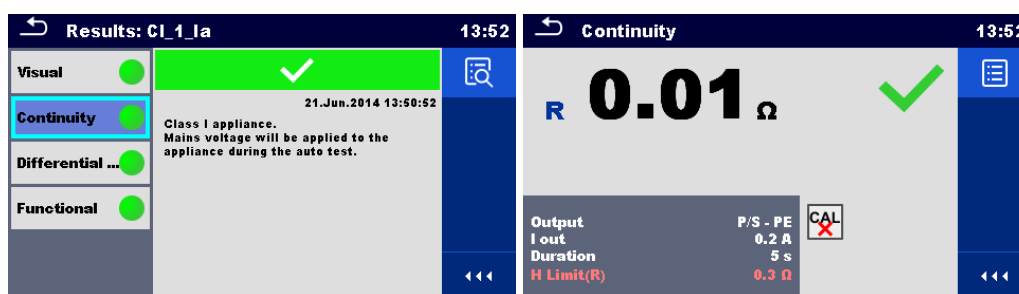 Results: CI_1_Ia
13:52
Visual
Continuity
Differential ...
Functional
21.Jun.2014 13:50:52
Class I appliance.
Mains voltage will be applied to the
appliance during the auto test.
Continuity
13:52
R 0.01 Ω
Output P/S - PE
I out 0.2 A
Duration 5 s
H Limit(R) 0.3 Ω
CAL